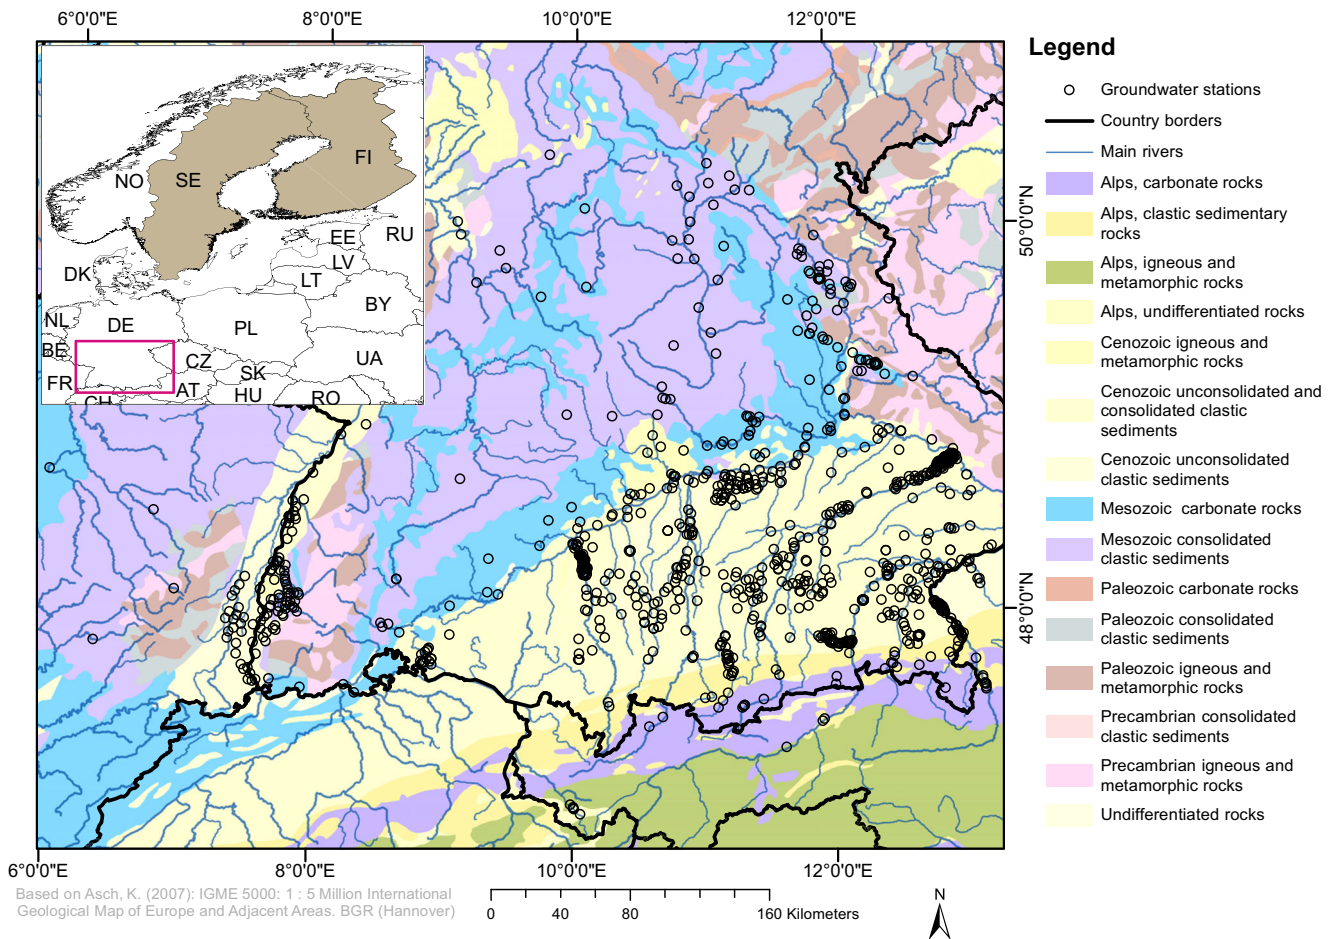 6°0'0"E
8°0'0"E
10°0'0"E
12°0'0"E
NO
SE
FI
DK
EE
RU
LV
LT
BY
NL
DE
PL
BE
CZ
UA
SK
FR
AT
HU
RO
CH
50°0'0"N
48°0'0"N
6°0'0"E
8°0'0"E
10°0'0"E
12°0'0"E
Legend
Groundwater stations
Country borders
Main rivers
Alps, carbonate rocks
Alps, clastic sedimentary
rocks
Alps, igneous and
metamorphic rocks
Alps, undifferentiated rocks
Cenozoic igneous and
metamorphic rocks
Cenozoic unconsolidated and
consolidated clastic
sediments
Cenozoic unconsolidated
clastic sediments
Mesozoic carbonate rocks
Mesozoic consolidated
clastic sediments
Paleozoic carbonate rocks
Paleozoic consolidated
clastic sediments
Paleozoic igneous and
metamorphic rocks
Precambrian consolidated
clastic sediments
Precambrian igneous and
metamorphic rocks
Undifferentiated rocks
Based on Asch, K. (2007): IGME 5000: 1 : 5 Million International
Geological Map of Europe and Adjacent Areas. BGR (Hannover)
0 40 80 160 Kilometers
N